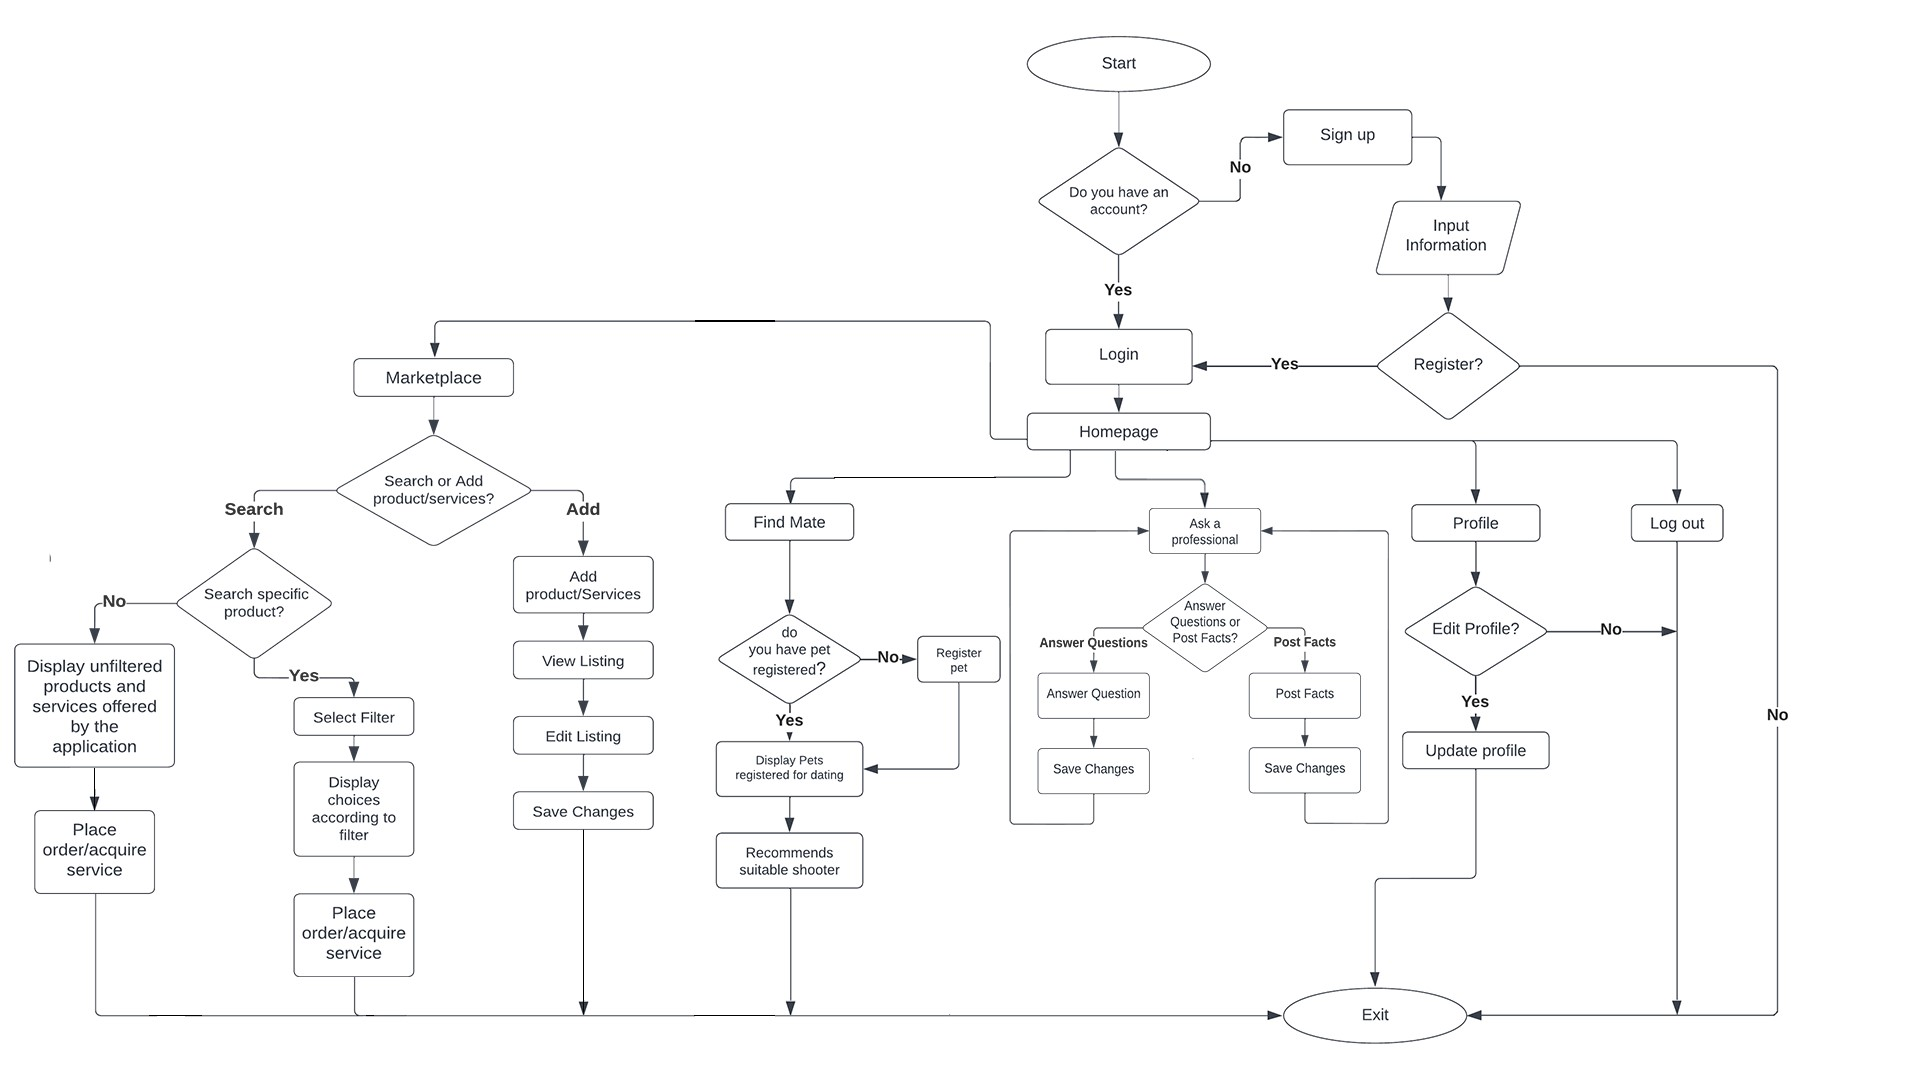 Start
Sign up
No
Do you have an
account?
Input
Information
Yes
Login
Yes
Register?
Marketplace
Homepage
Search or Add
product/services?
Search
Add
Find Mate
Ask a
professional
Profile
Log out
Search specific
product?
No
Add
product/Services
Answer
Questions or
Post Facts?
Answer Questions
Post Facts
Edit Profile?
No
do
you have pet
registered?
No
Register
pet
View Listing
Display unfiltered
products and
services offered
by the
application
Yes
Select Filter
Answer Question
Post Facts
Yes
No
Yes
Edit Listing
Update profile
Display Pets
registered for dating
Save Changes
Save Changes
Display
choices
according to
filter
Save Changes
Place
order/acquire
service
Recommends
suitable shooter
Place
order/acquire
service
Exit